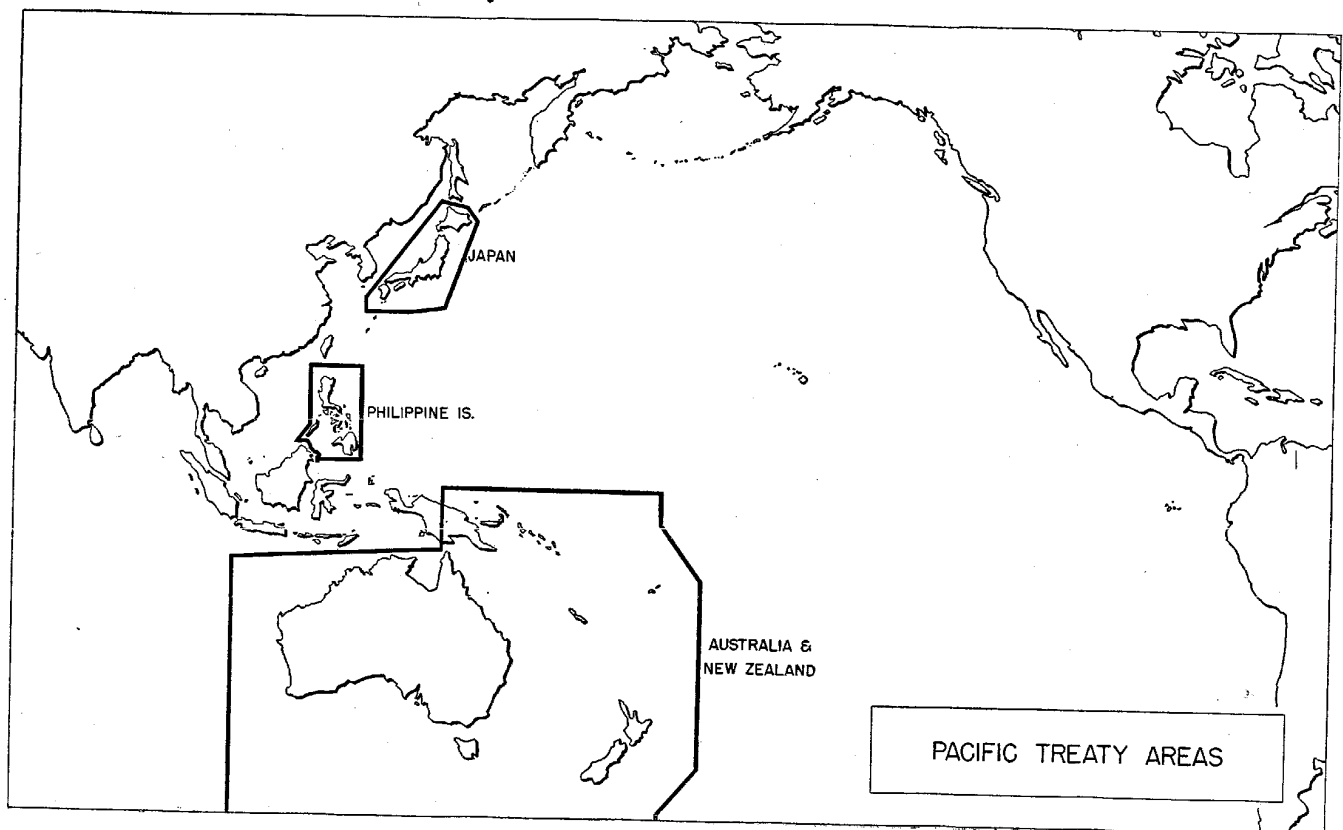 JAPAN
PHILIPPINE IS.
AUSTRALIA &
NEW ZEALAND
PACIFIC TREATY AREAS